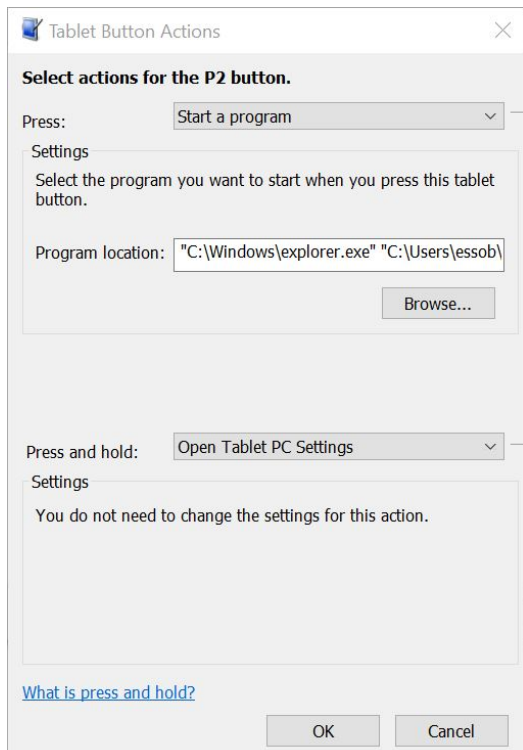 Tablet Button Actions
Select actions for the P2 button.
Press:
Start a program
Settings
Select the program you want to start when you press this tablet
button.
Program location:
"C:\Windows\explorer.exe" "C:\Users\essob\
Browse...
Press and hold:
Open Tablet PC Settings
Settings
You do not need to change the settings for this action.
What is press and hold?
OK
Cancel